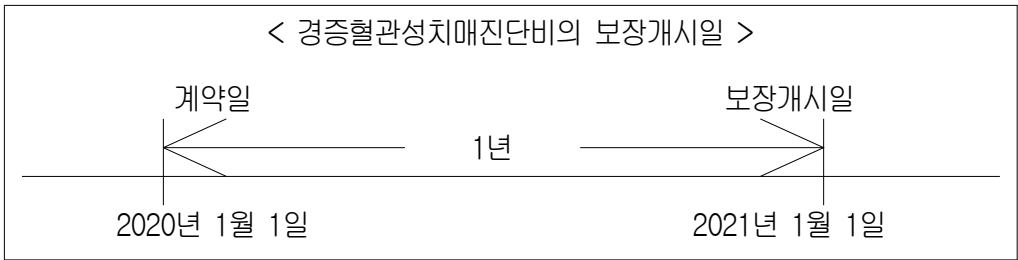 < 경증혈관성치매진단비의 보장개시일 >
계약일 보장개시일
1년
2020년 1월 1일 2021년 1월 1일